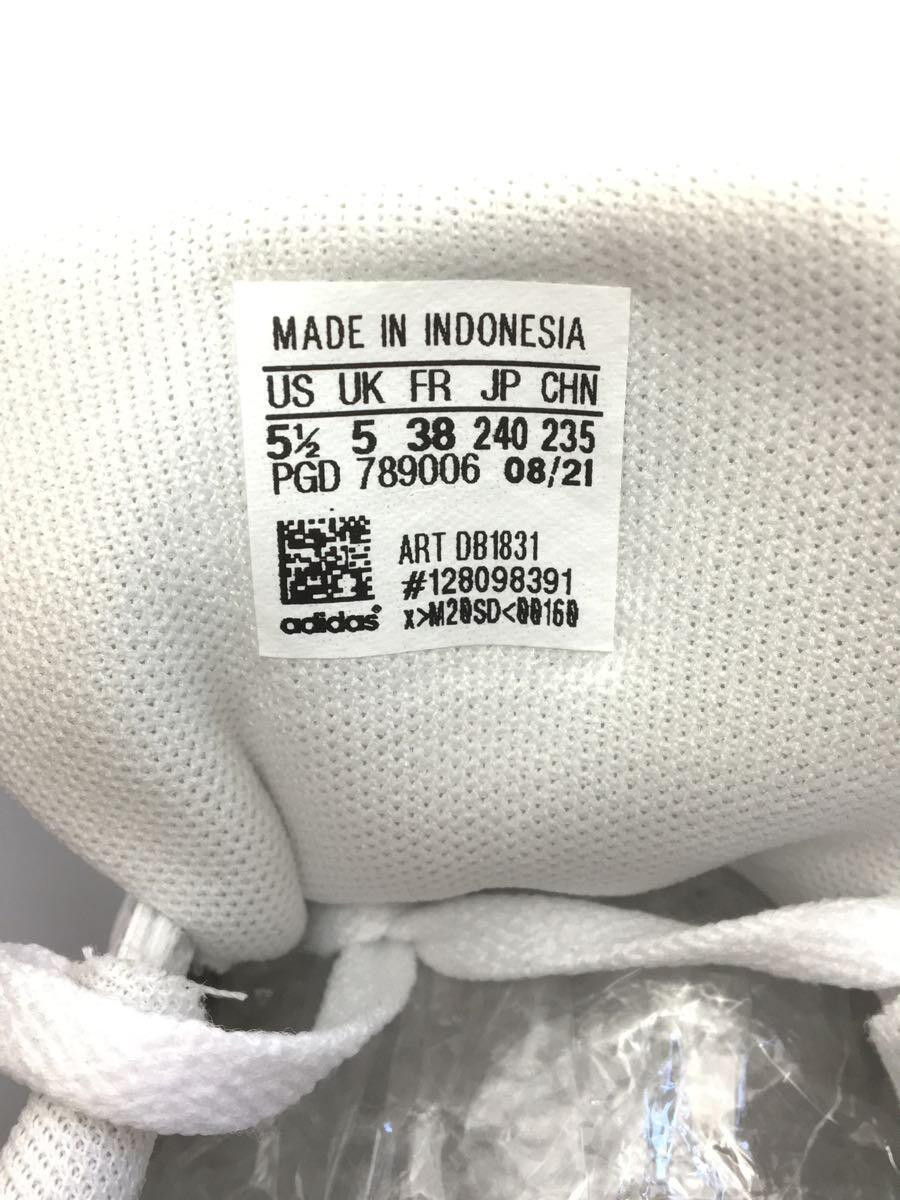 MADE IN INDONESIA
US UK FR JP CHN
5½ 5 38 240 235
PGD 789006 08/21
ART DB1831
#128098391
adidas® x>M20SD<00160